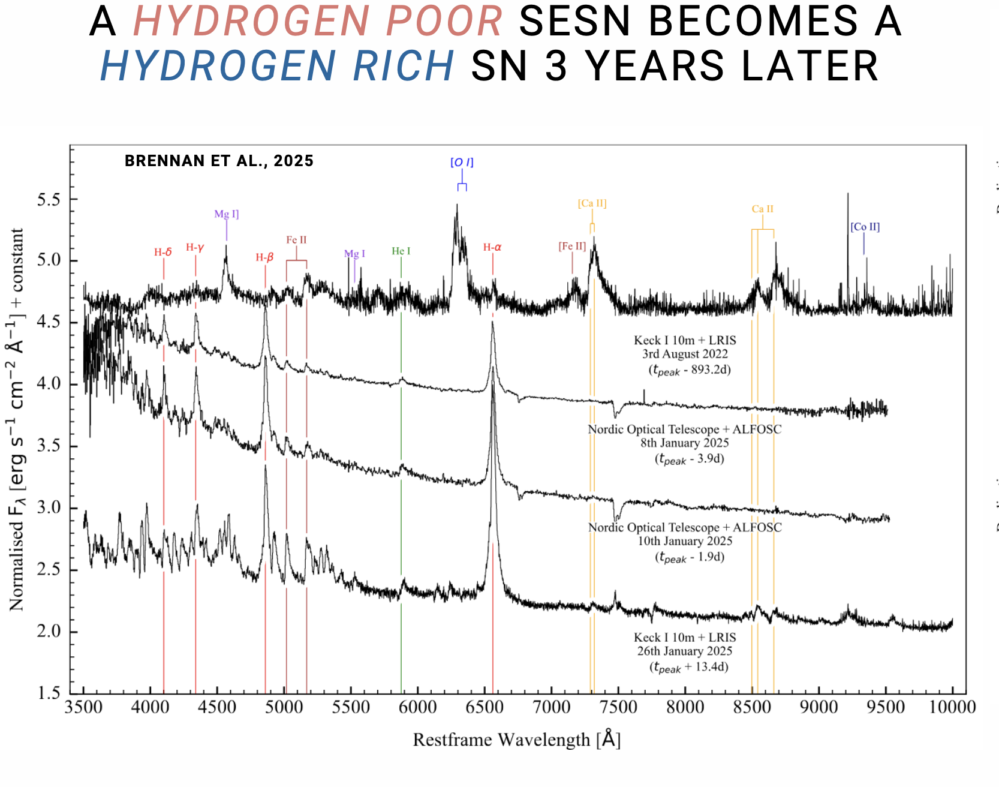 A HYDROGEN POOR SESN BECOMES A
HYDROGEN RICH SN 3 YEARS LATER
BRENNAN ET AL., 2025
[O I]
[Ca II]
Ca II
Mg I]
[Co II]
Fe II
[Fe II]
H-δ
H-γ
H-β
Mg I
He I
H-α
5.5
5.0
4.5
4.0
3.5
3.0
2.5
2.0
1.5
Normalised Fλ [erg s⁻¹ cm⁻² Å⁻¹] + constant
Keck I 10m + LRIS
3rd August 2022
(tpeak - 893.2d)
Nordic Optical Telescope + ALFOSC
8th January 2025
(tpeak - 3.9d)
Nordic Optical Telescope + ALFOSC
10th January 2025
(tpeak - 1.9d)
Keck I 10m + LRIS
26th January 2025
(tpeak + 13.4d)
3500 4000 4500 5000 5500 6000 6500 7000 7500 8000 8500 9000 9500 10000
Restframe Wavelength [Å]